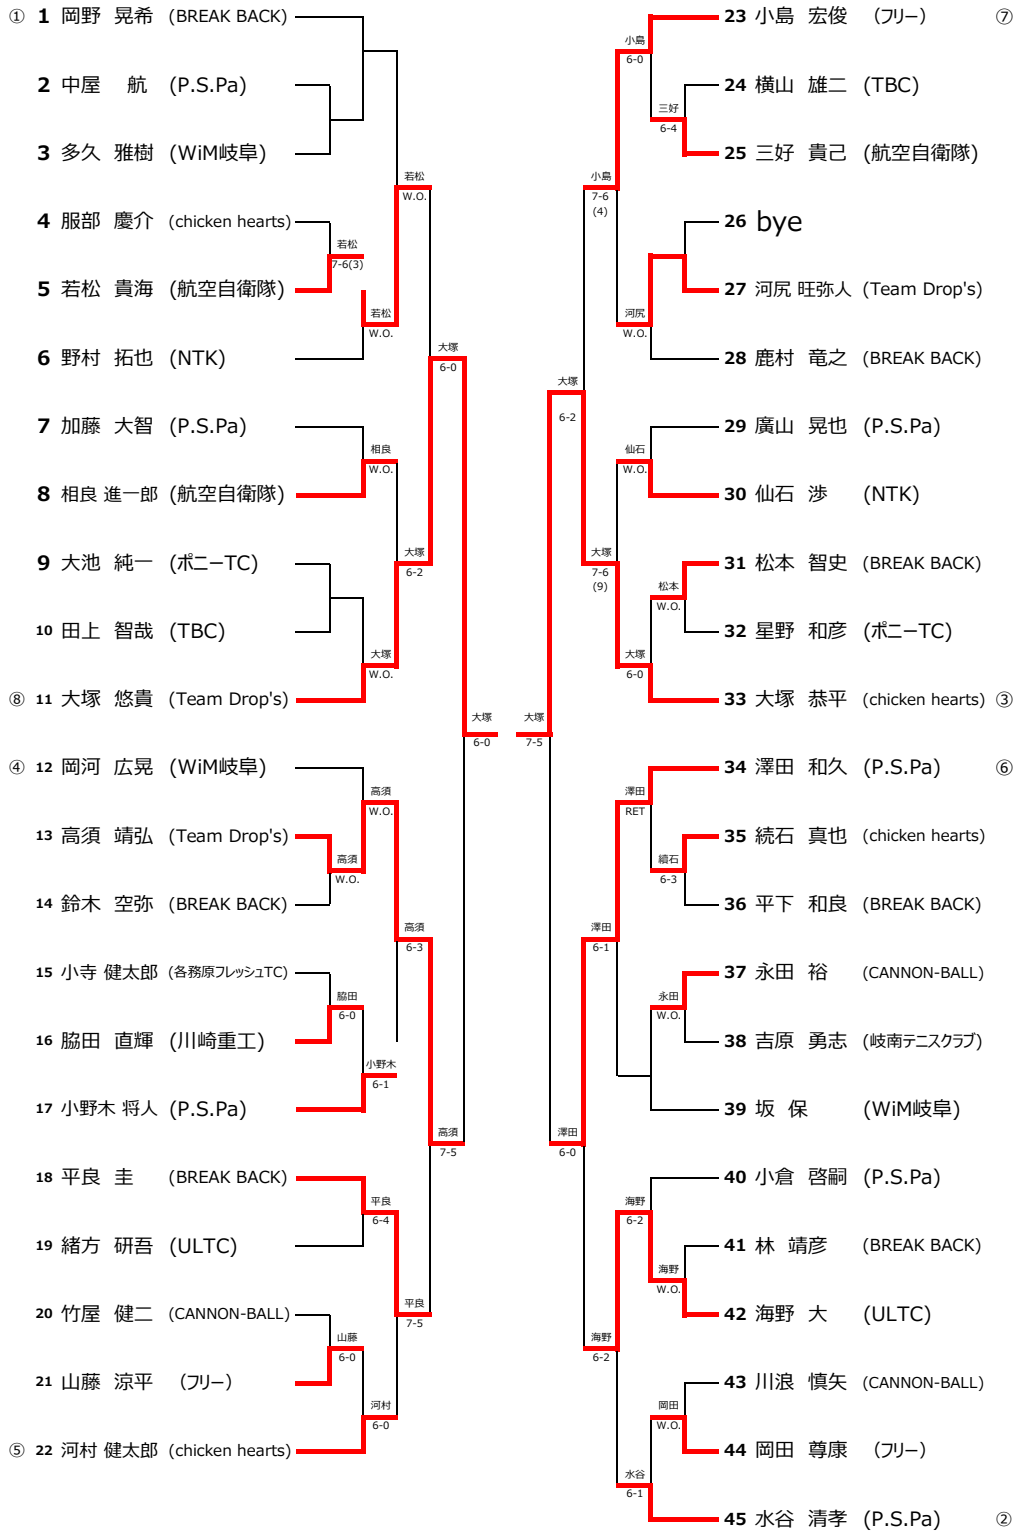 ① 1 岡野 晃希 (BREAK BACK)
2 中屋 航 (P.S.Pa)
3 多久 雅樹 (WiM岐阜)
若松
W.O.
4 服部 慶介 (chicken hearts)
若松
7-6(3)
5 若松 貴海 (航空自衛隊)
若松
W.O.
6 野村 拓也 (NTK)
大塚
6-0
7 加藤 大智 (P.S.Pa)
相良
W.O.
8 相良 進一郎 (航空自衛隊)
大塚
6-2
9 大池 純一 (ポニーTC)
10 田上 智哉 (TBC)
大塚
W.O.
⑧ 11 大塚 悠貴 (Team Drop's)
大塚
6-0
④ 12 岡河 広晃 (WiM岐阜)
高須
W.O.
13 高須 靖弘 (Team Drop's)
高須
W.O.
14 鈴木 空弥 (BREAK BACK)
高須
6-3
15 小寺 健太郎 (各務原フレッシュTC)
脇田
6-0
16 脇田 直輝 (川崎重工)
小野木
6-1
17 小野木 将人 (P.S.Pa)
高須
7-5
18 平良 圭 (BREAK BACK)
平良
6-4
19 緒方 研吾 (ULTC)
平良
7-5
20 竹屋 健二 (CANNON-BALL)
山藤
6-0
21 山藤 涼平 (フリー)
河村
6-0
⑤ 22 河村 健太郎 (chicken hearts)
23 小島 宏俊 (フリー) ⑦
小島
6-0
24 横山 雄二 (TBC)
三好
6-4
25 三好 貴己 (航空自衛隊)
小島
7-6
(4)
26 bye
27 河尻 旺弥人 (Team Drop's)
河尻
W.O.
28 鹿村 竜之 (BREAK BACK)
大塚
6-2
29 廣山 晃也 (P.S.Pa)
仙石
W.O.
30 仙石 渉 (NTK)
大塚
7-6
(9)
31 松本 智史 (BREAK BACK)
松本
W.O.
32 星野 和彦 (ポニーTC)
大塚
6-0
33 大塚 恭平 (chicken hearts) ③
大塚
7-5
34 澤田 和久 (P.S.Pa) ⑥
澤田
RET
35 続石 真也 (chicken hearts)
續石
6-3
36 平下 和良 (BREAK BACK)
澤田
6-1
37 永田 裕 (CANNON-BALL)
永田
W.O.
38 吉原 勇志 (岐南テニスクラブ)
39 坂 保 (WiM岐阜)
澤田
6-0
40 小倉 啓嗣 (P.S.Pa)
海野
6-2
41 林 靖彦 (BREAK BACK)
海野
W.O.
42 海野 大 (ULTC)
海野
6-2
43 川浪 慎矢 (CANNON-BALL)
岡田
W.O.
44 岡田 尊康 (フリー)
水谷
6-1
45 水谷 清孝 (P.S.Pa) ②